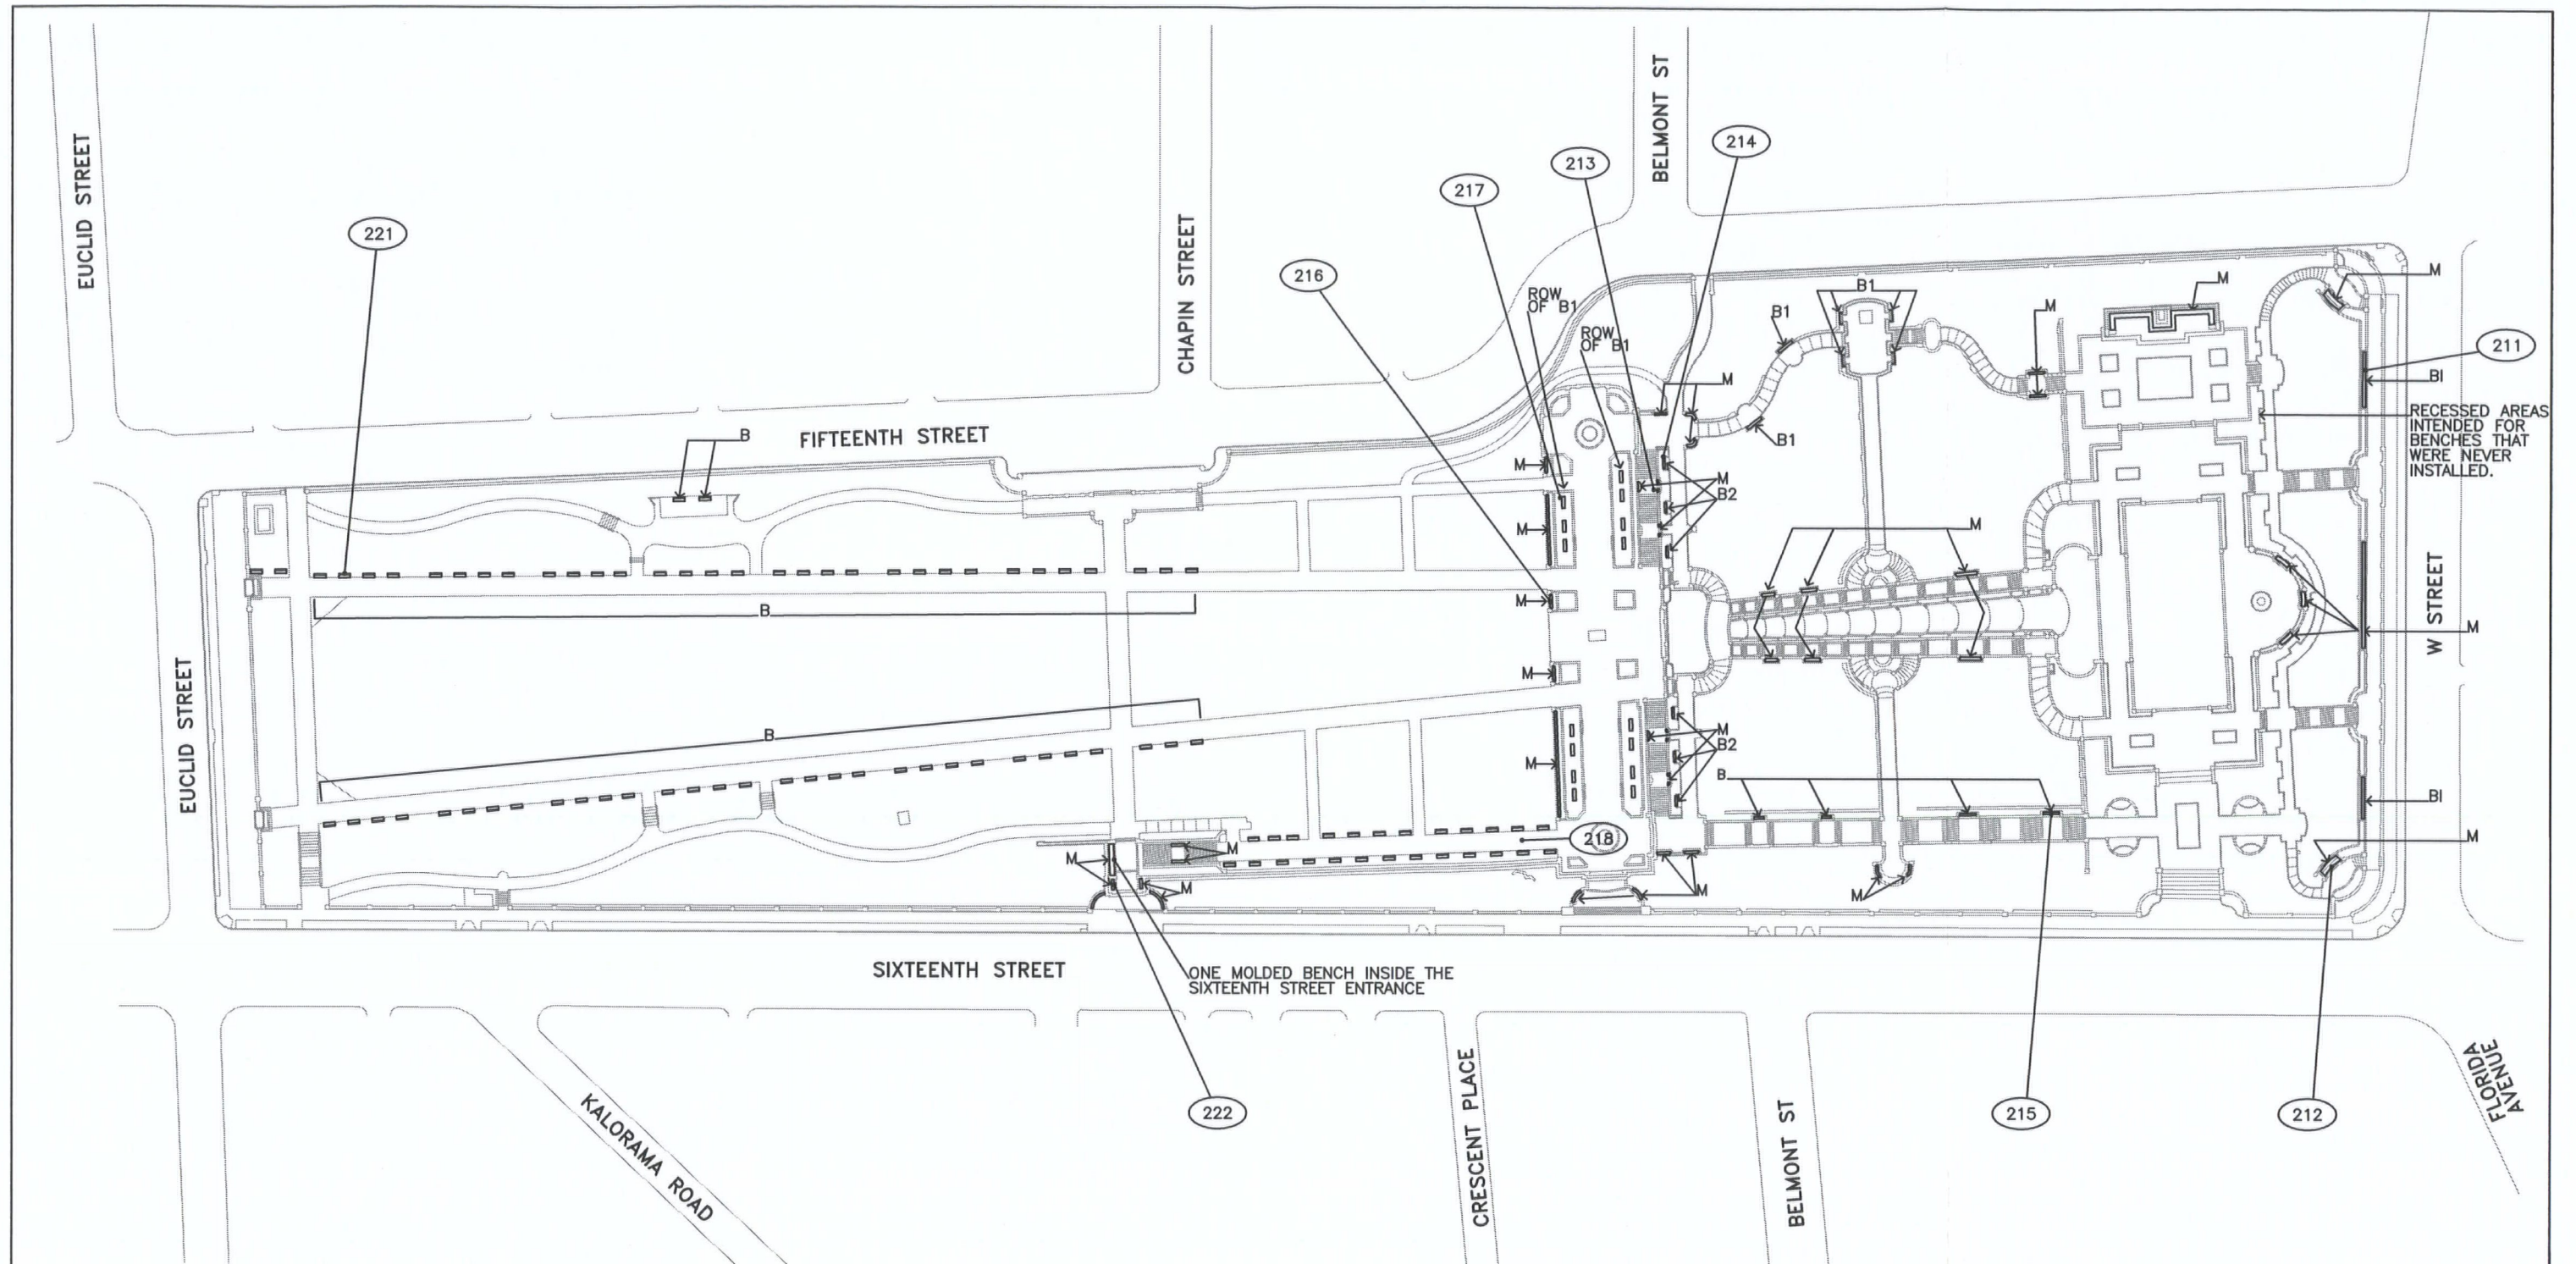 BELMONT ST
214
213
EUCLID STREET
217
CHAPIN STREET
221
216
M
M
B1
ROW
OF B1
M
B1
211
ROW
OF B1
BI
M
RECESSED AREAS
INTENDED FOR
BENCHES THAT
WERE NEVER
INSTALLED.
B
FIFTEENTH STREET
B1
M
M
B2
M
M
W STREET
M
B
M
M
EUCLID STREET
M
B
M
B2
M
B
BI
218
M
M
M
M
M
M
SIXTEENTH STREET
ONE MOLDED BENCH INSIDE THE
SIXTEENTH STREET ENTRANCE
222
215
212
KALORAMA ROAD
CRESCENT PLACE
BELMONT ST
FLORIDA
AVENUE